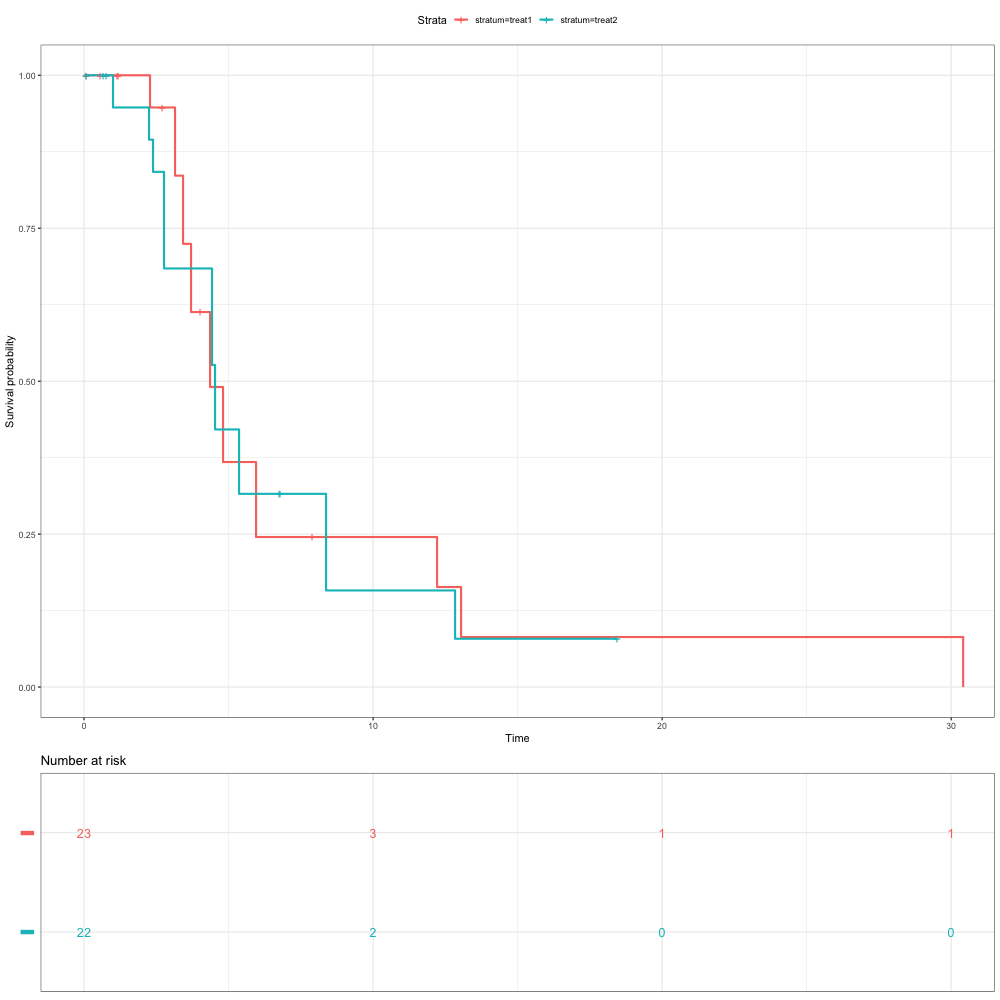 Strata stratum=treat1 stratum=treat2
1.00
0.75
0.50
0.25
0.00
Survival probability
0 10 20 30
Time
Number at risk
23 3 1 1
22 2 0 0